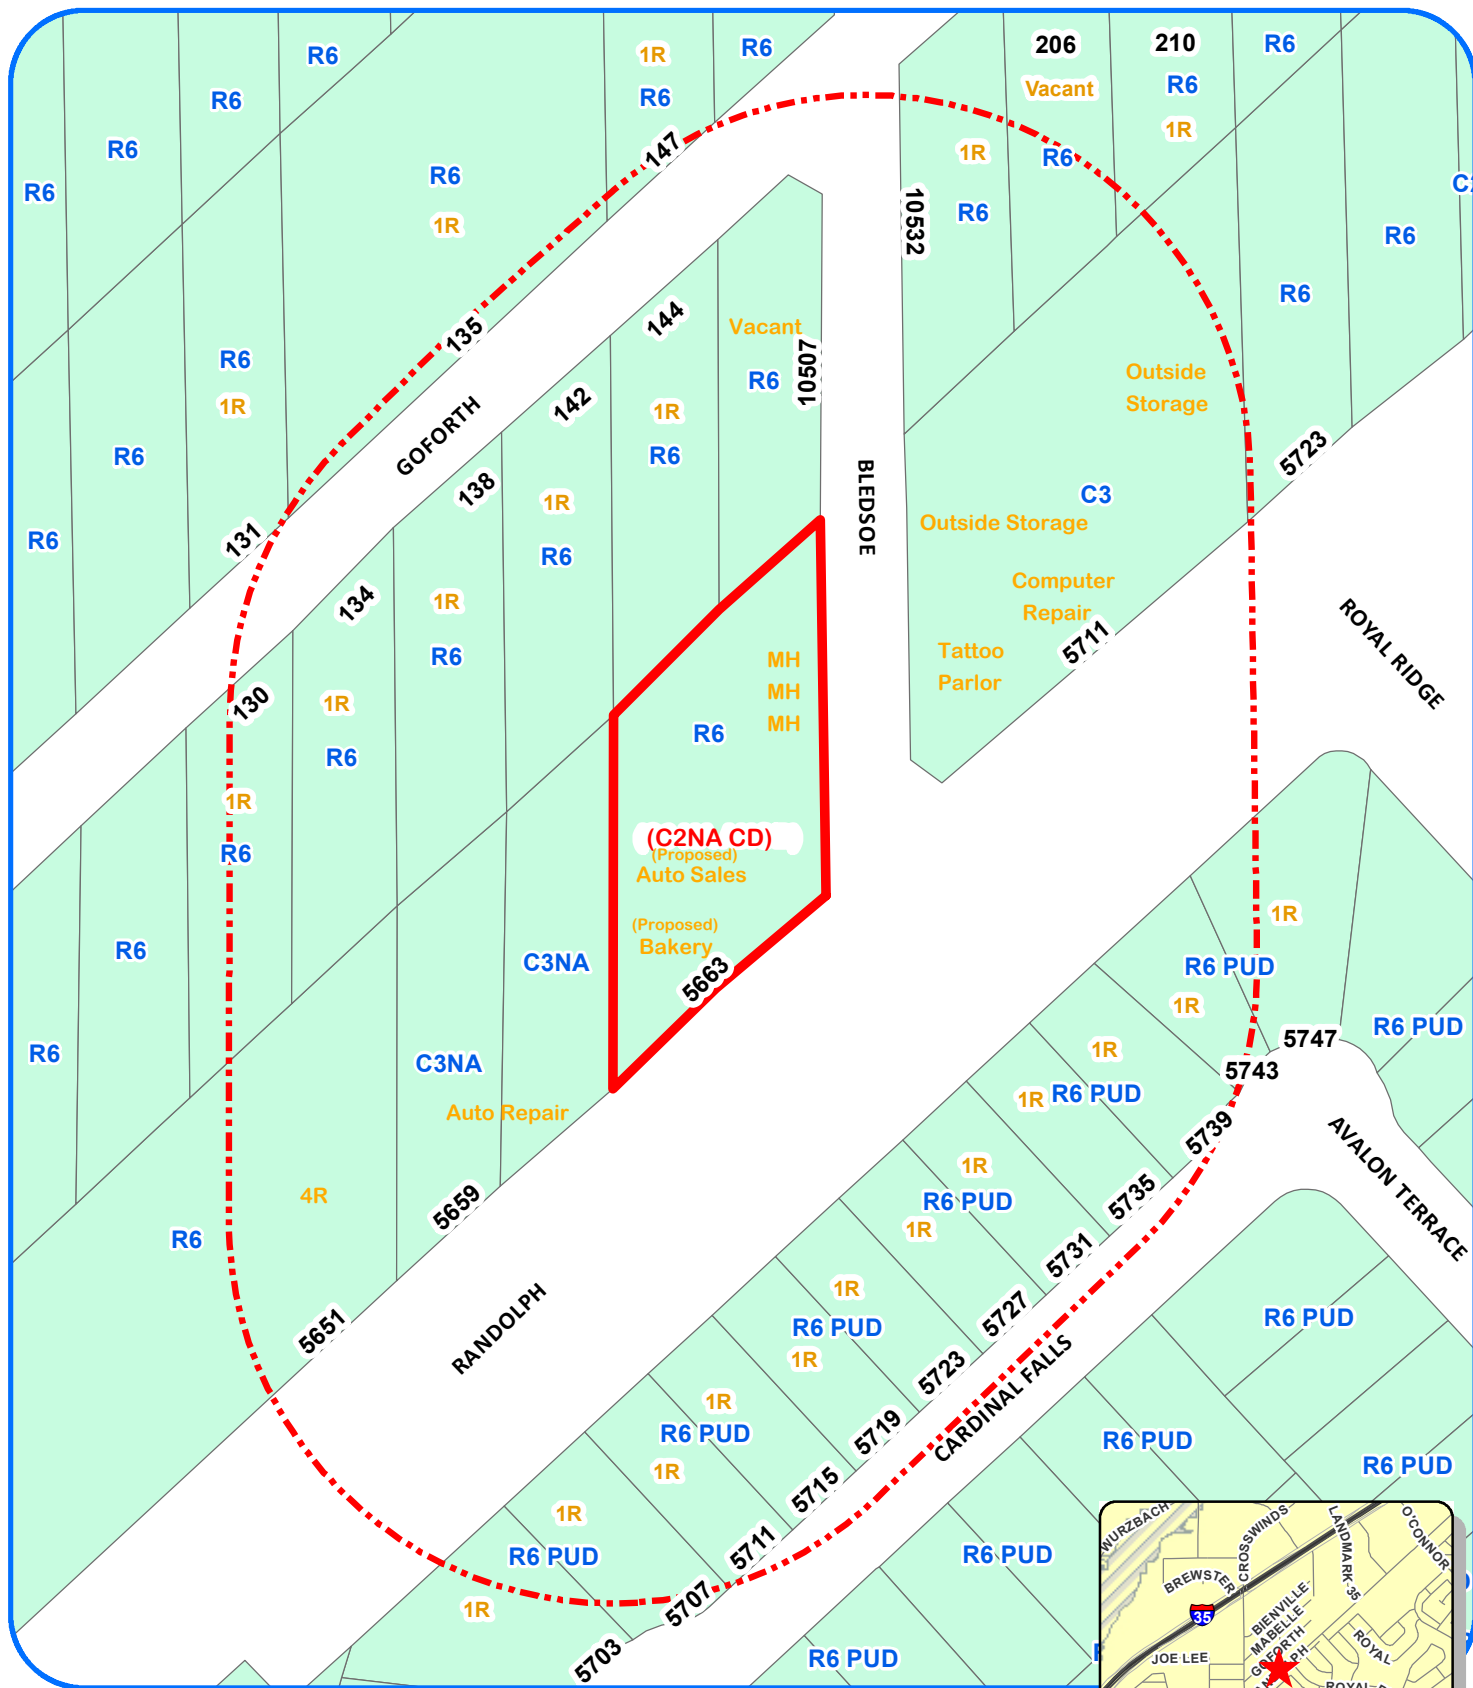 R6
R6
R6
R6
R6
1R
1R
R6
R6
206
Vacant
R6
210
R6
1R
R6
C2
R6
R6
147
1R
R6
10532
135
R6
1R
R6
R6
131
GOFORTH
144
142
138
134
130
Vacant
R6
10507
1R
R6
1R
R6
1R
R6
1R
R6
1R
R6
BLEDSOE
Outside
Storage
C3
Outside Storage
Computer
Repair
Tattoo
Parlor
5711
5723
ROYAL RIDGE
MH
MH
MH
R6
(C2NA CD)
(Proposed)
Auto Sales
(Proposed)
Bakery
5663
C3NA
C3NA
Auto Repair
5659
R6
R6
4R
R6
5651
RANDOLPH
1R
R6 PUD
1R
5747
R6 PUD
5743
1R
R6 PUD
1R
5739
AVALON TERRACE
1R
R6 PUD
1R
5735
5731
1R
R6 PUD
1R
5727
5723
CARDINAL FALLS
1R
R6 PUD
1R
5719
5715
1R
R6 PUD
1R
5711
5707
5703
R6 PUD
R6 PUD
R6 PUD
R6 PUD
R6 PUD
WURZBACH
CROSSWINDS
LANDMARK 35
O'CONNOR
BREWSTER
35
BIENVILLE
MABELLE
GOFORTH
JOE LEE
ROYAL